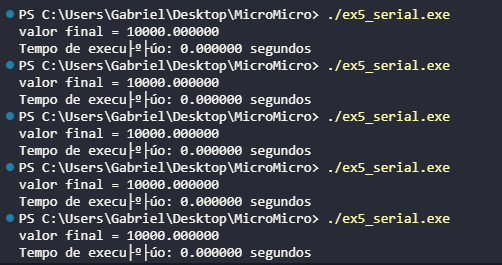 PS C:\Users\Gabriel\Desktop\MicroMicro> ./ex5_serial.exe
valor final = 10000.000000
Tempo de execu├º├úo: 0.000000 segundos
PS C:\Users\Gabriel\Desktop\MicroMicro> ./ex5_serial.exe
valor final = 10000.000000
Tempo de execu├º├úo: 0.000000 segundos
PS C:\Users\Gabriel\Desktop\MicroMicro> ./ex5_serial.exe
valor final = 10000.000000
Tempo de execu├º├úo: 0.000000 segundos
PS C:\Users\Gabriel\Desktop\MicroMicro> ./ex5_serial.exe
valor final = 10000.000000
Tempo de execu├º├úo: 0.000000 segundos
PS C:\Users\Gabriel\Desktop\MicroMicro> ./ex5_serial.exe
valor final = 10000.000000
Tempo de execu├º├úo: 0.000000 segundos